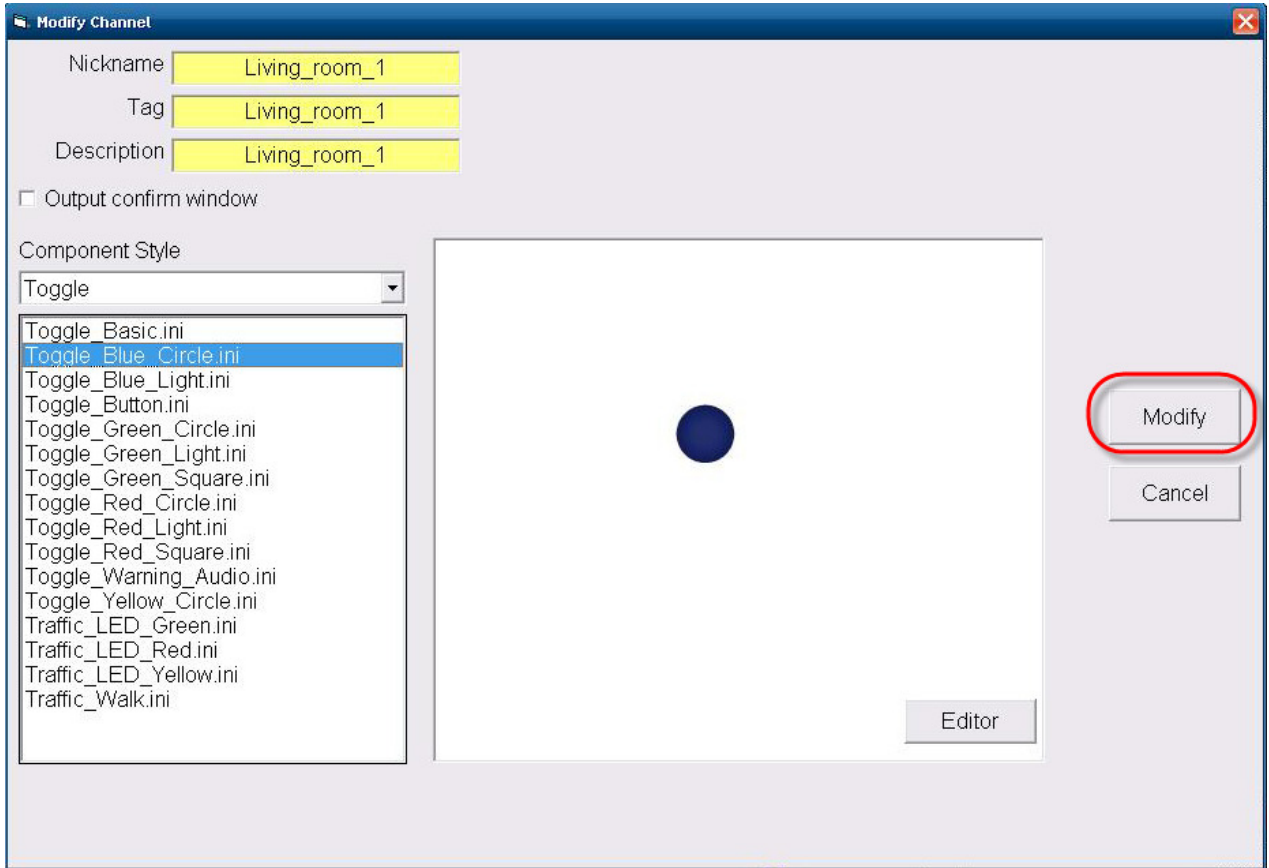 Modify Channel
Nickname Living_room_1
Tag Living_room_1
Description Living_room_1
Output confirm window
Component Style
Toggle
Toggle_Basic.ini
Toggle_Blue_Circle.ini
Toggle_Blue_Light.ini
Toggle_Button.ini
Toggle_Green_Circle.ini
Toggle_Green_Light.ini
Toggle_Green_Square.ini
Toggle_Red_Circle.ini
Toggle_Red_Light.ini
Toggle_Red_Square.ini
Toggle_Warning_Audio.ini
Toggle_Yellow_Circle.ini
Traffic_LED_Green.ini
Traffic_LED_Red.ini
Traffic_LED_Yellow.ini
Traffic_Walk.ini
Editor
Modify
Cancel